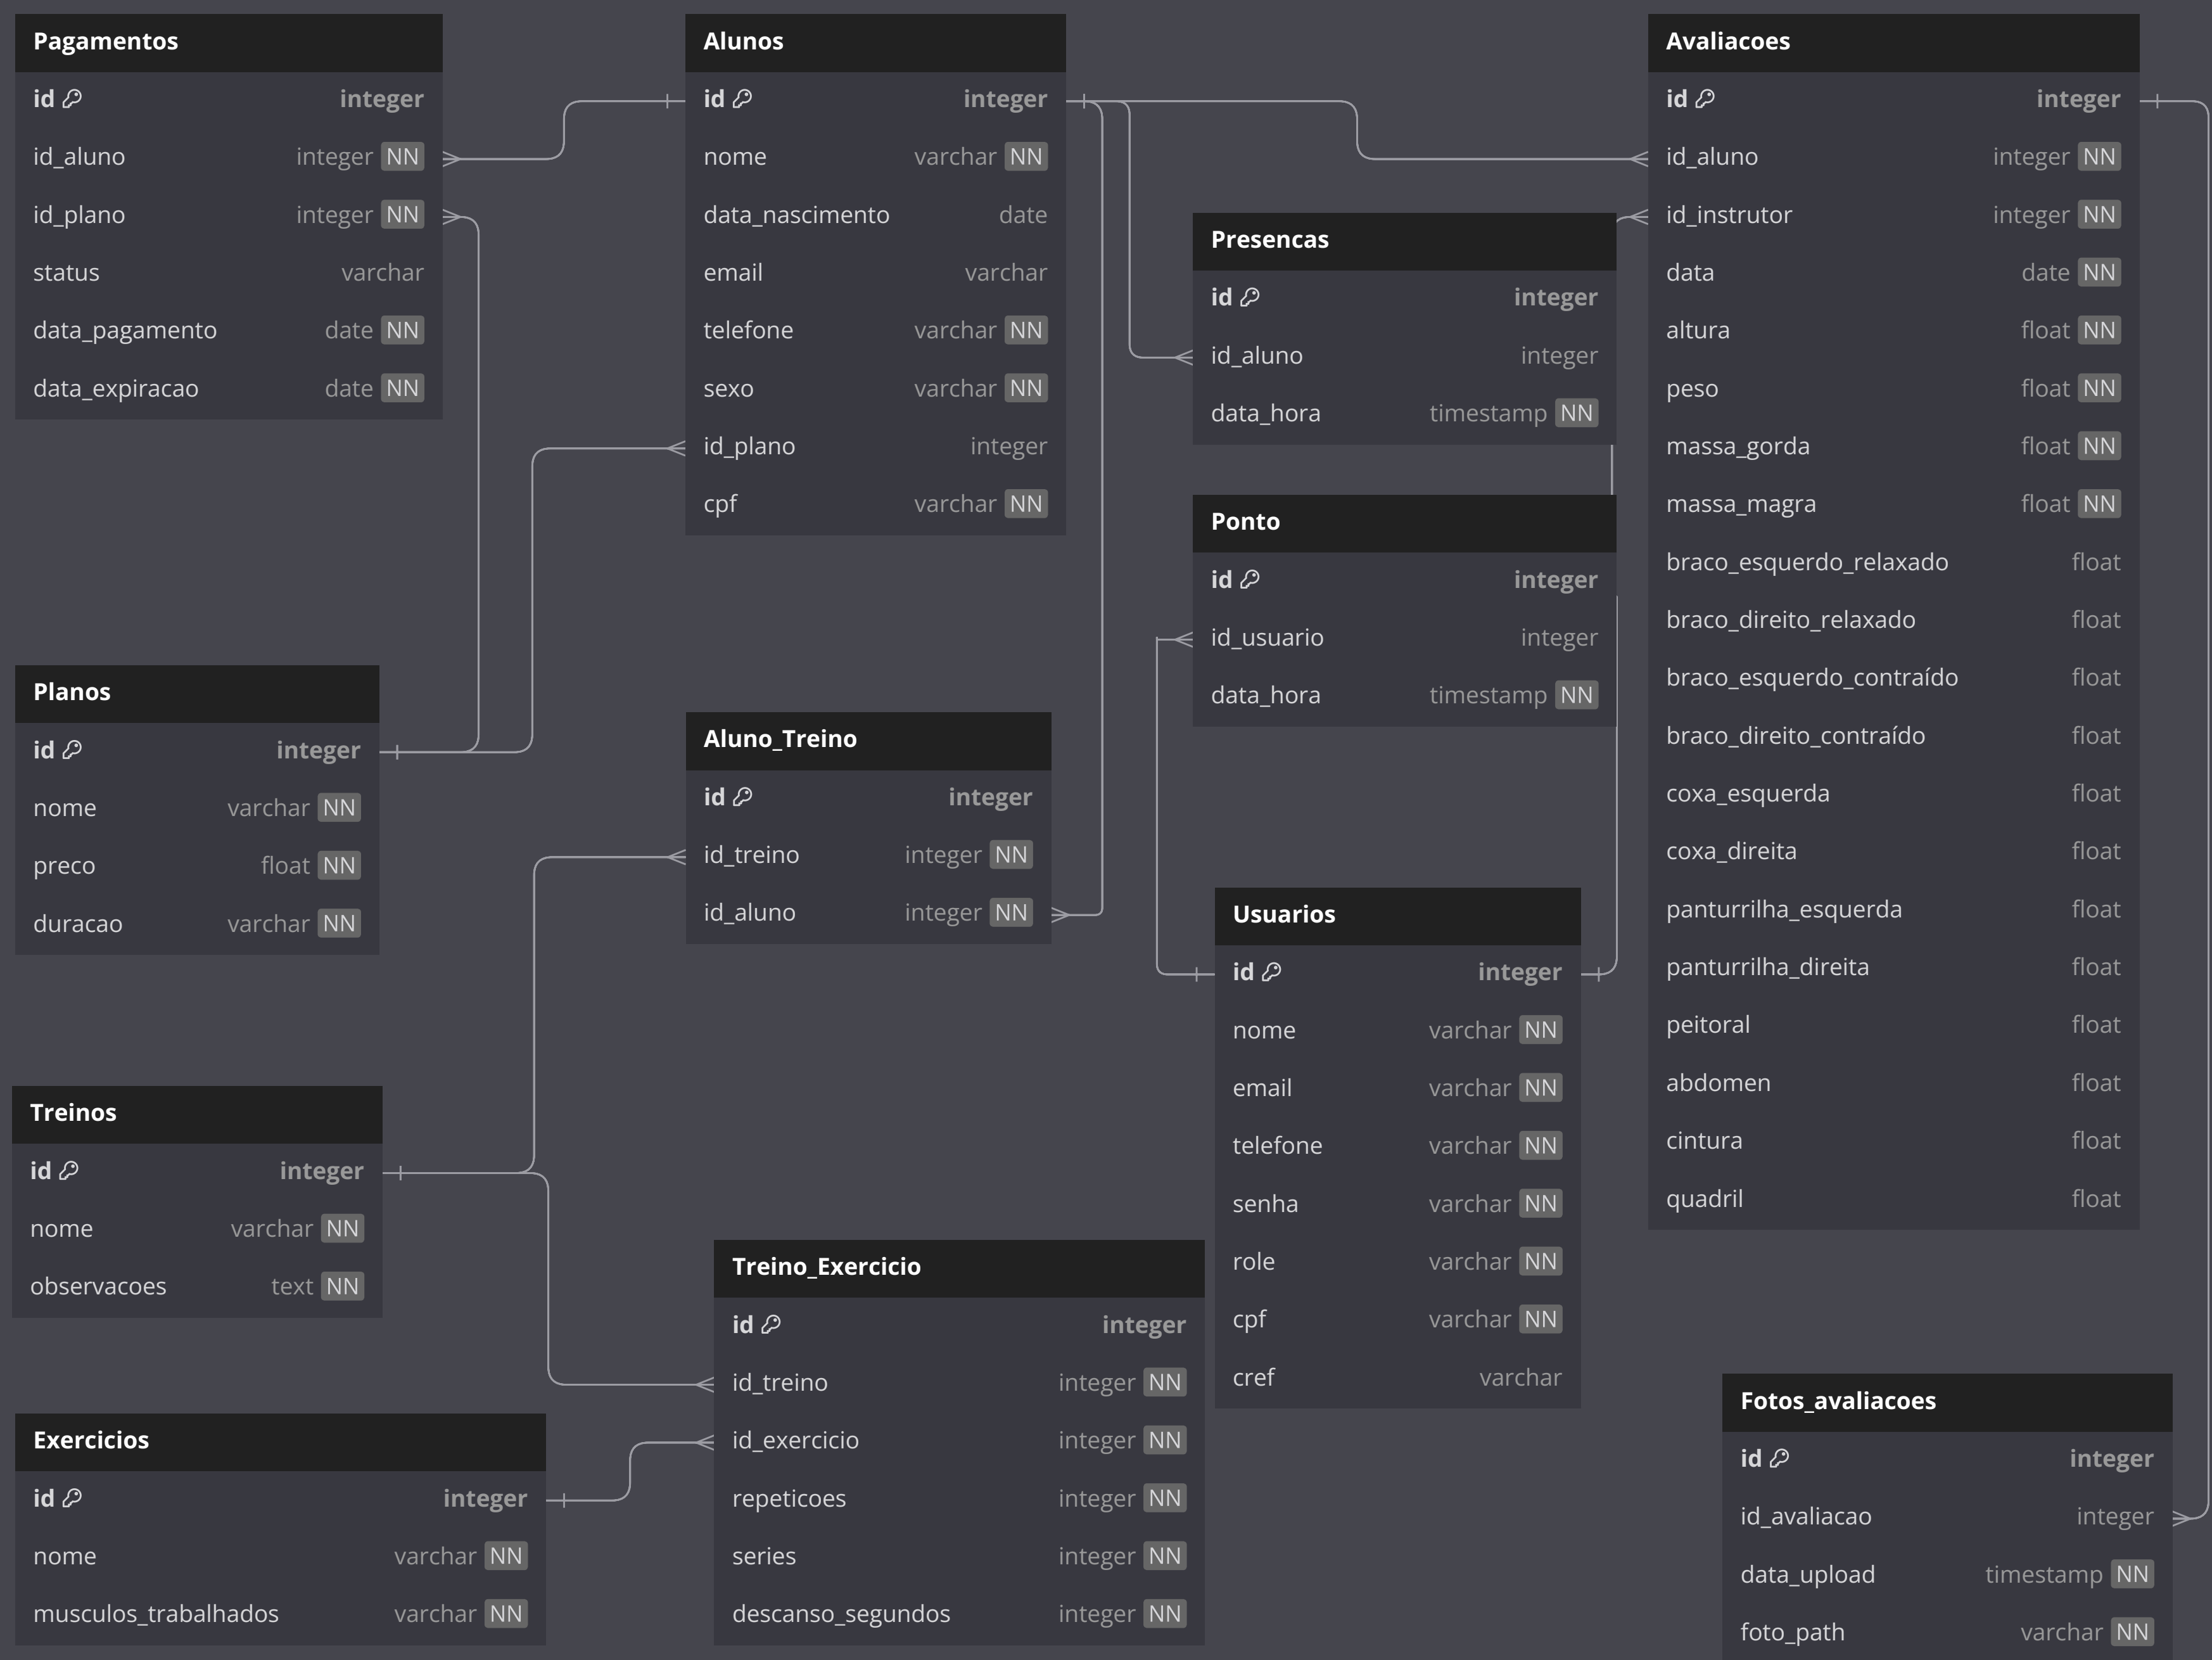 Pagamentos
id integer
id_aluno integer NN
id_plano integer NN
status varchar
data_pagamento date NN
data_expiracao date NN
Alunos
id integer
nome varchar NN
data_nascimento date
email varchar
telefone varchar NN
sexo varchar NN
id_plano integer
cpf varchar NN
Presencas
id integer
id_aluno integer
data_hora timestamp NN
Ponto
id integer
id_usuario integer
data_hora timestamp NN
Avaliacoes
id integer
id_aluno integer NN
id_instrutor integer NN
data date NN
altura float NN
peso float NN
massa_gorda float NN
massa_magra float NN
braco_esquerdo_relaxado float
braco_direito_relaxado float
braco_esquerdo_contraído float
braco_direito_contraído float
coxa_esquerda float
coxa_direita float
panturrilha_esquerda float
panturrilha_direita float
peitoral float
abdomen float
cintura float
quadril float
Planos
id integer
nome varchar NN
preco float NN
duracao varchar NN
Aluno_Treino
id integer
id_treino integer NN
id_aluno integer NN
Usuarios
id integer
nome varchar NN
email varchar NN
telefone varchar NN
senha varchar NN
role varchar NN
cpf varchar NN
cref varchar
Treinos
id integer
nome varchar NN
observacoes text NN
Treino_Exercicio
id integer
id_treino integer NN
id_exercicio integer NN
repeticoes integer NN
series integer NN
descanso_segundos integer NN
Exercicios
id integer
nome varchar NN
musculos_trabalhados varchar NN
Fotos_avaliacoes
id integer
id_avaliacao integer
data_upload timestamp NN
foto_path varchar NN